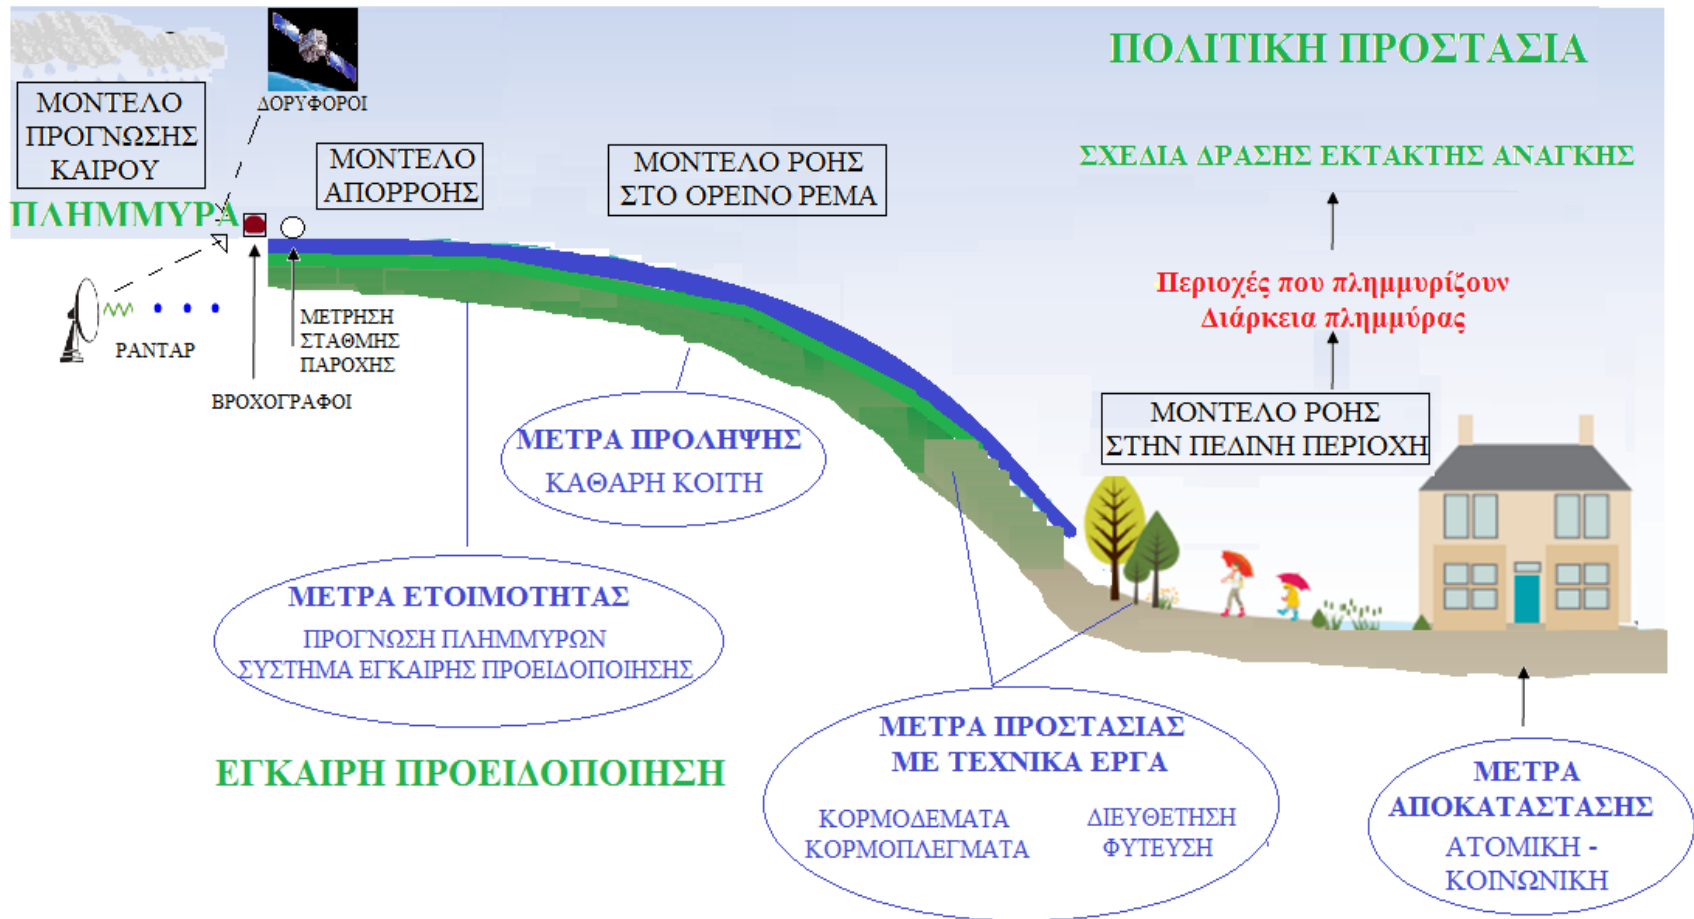 ΠΟΛΙΤΙΚΗ ΠΡΟΣΤΑΣΙΑ
ΔΟΡΥΦΟΡΟΙ
ΜΟΝΤΕΛΟ
ΠΡΟΓΝΩΣΗΣ
ΚΑΙΡΟΥ
ΜΟΝΤΕΛΟ
ΑΠΟΡΡΟΗΣ
ΜΟΝΤΕΛΟ ΡΟΗΣ
ΣΤΟ ΟΡΕΙΝΟ ΡΕΜΑ
ΣΧΕΔΙΑ ΔΡΑΣΗΣ ΕΚΤΑΚΤΗΣ ΑΝΑΓΚΗΣ
ΠΛΗΜΜΥΡΑ
Περιοχές που πλημμυρίζουν
Διάρκεια πλημμύρας
ΡΑΝΤΑΡ
ΜΕΤΡΗΣΗ
ΣΤΑΘΜΗΣ
ΠΑΡΟΧΗΣ
ΒΡΟΧΟΓΡΑΦΟΙ
ΜΟΝΤΕΛΟ ΡΟΗΣ
ΣΤΗΝ ΠΕΔΙΝΗ ΠΕΡΙΟΧΗ
ΜΕΤΡΑ ΠΡΟΛΗΨΗΣ
ΚΑΘΑΡΗ ΚΟΙΤΗ
ΜΕΤΡΑ ΕΤΟΙΜΟΤΗΤΑΣ
ΠΡΟΓΝΩΣΗ ΠΛΗΜΜΥΡΩΝ
ΣΥΣΤΗΜΑ ΕΓΚΑΙΡΗΣ ΠΡΟΕΙΔΟΠΟΙΗΣΗΣ
ΕΓΚΑΙΡΗ ΠΡΟΕΙΔΟΠΟΙΗΣΗ
ΜΕΤΡΑ ΠΡΟΣΤΑΣΙΑΣ
ΜΕ ΤΕΧΝΙΚΑ ΕΡΓΑ
ΚΟΡΜΟΔΕΜΑΤΑ
ΚΟΡΜΟΠΛΕΓΜΑΤΑ
ΔΙΕΥΘΕΤΗΣΗ
ΦΥΤΕΥΣΗ
ΜΕΤΡΑ
ΑΠΟΚΑΤΑΣΤΑΣΗΣ
ΑΤΟΜΙΚΗ -
ΚΟΙΝΩΝΙΚΗ